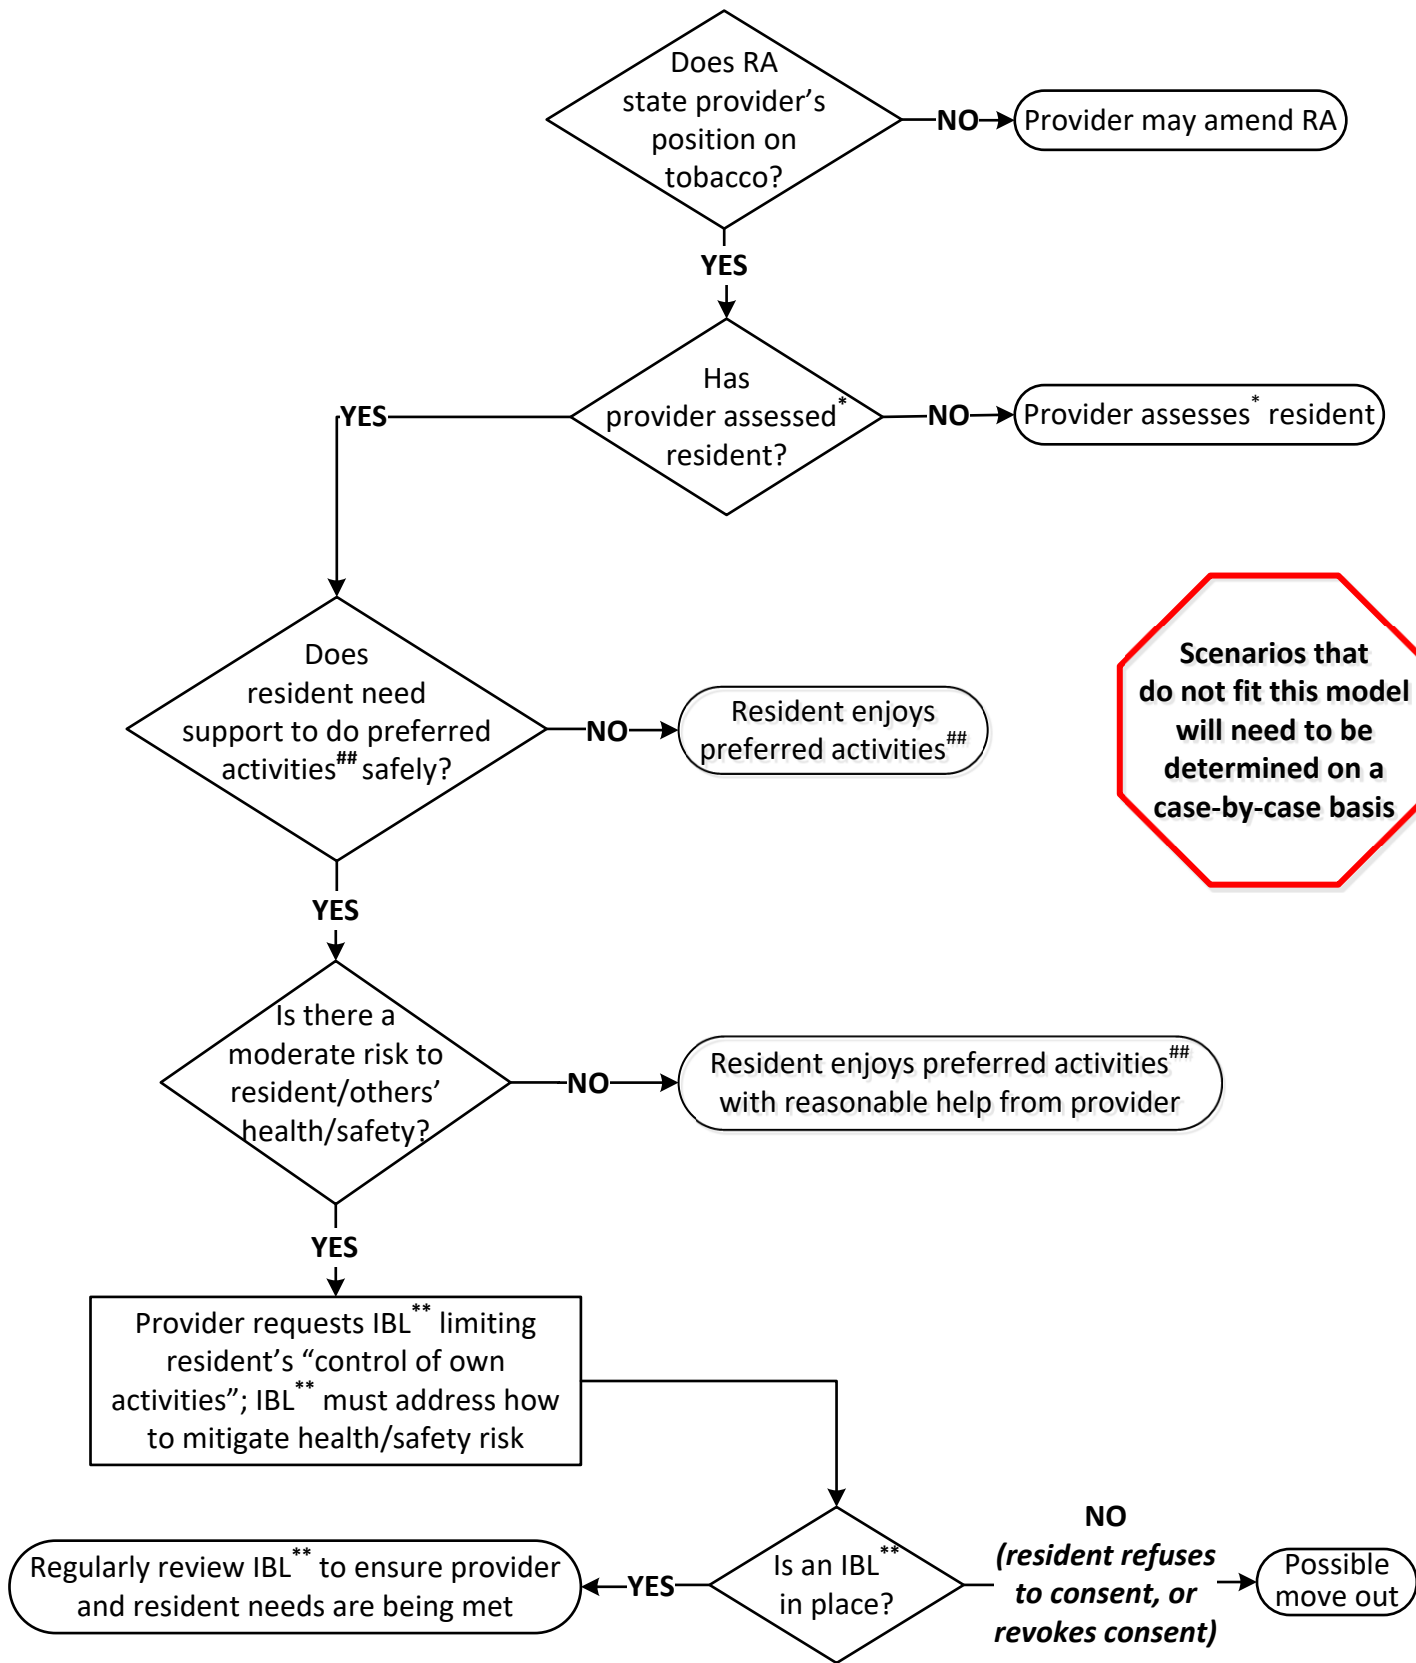 Does RA
state provider’s
position on
tobacco?
NO
Provider may amend RA
YES
Has
provider assessed*
resident?
YES
NO
Provider assesses* resident
Does
resident need
support to do preferred
activities## safely?
NO
Resident enjoys
preferred activities##
Scenarios that
do not fit this model
will need to be
determined on a
case-by-case basis
YES
Is there a
moderate risk to
resident/others’
health/safety?
NO
Resident enjoys preferred activities##
with reasonable help from provider
YES
Provider requests IBL** limiting
resident’s “control of own
activities”; IBL** must address how
to mitigate health/safety risk
Is an IBL**
in place?
YES
Regularly review IBL** to ensure provider
and resident needs are being met
NO
(resident refuses
to consent, or
revokes consent)
Possible
move out